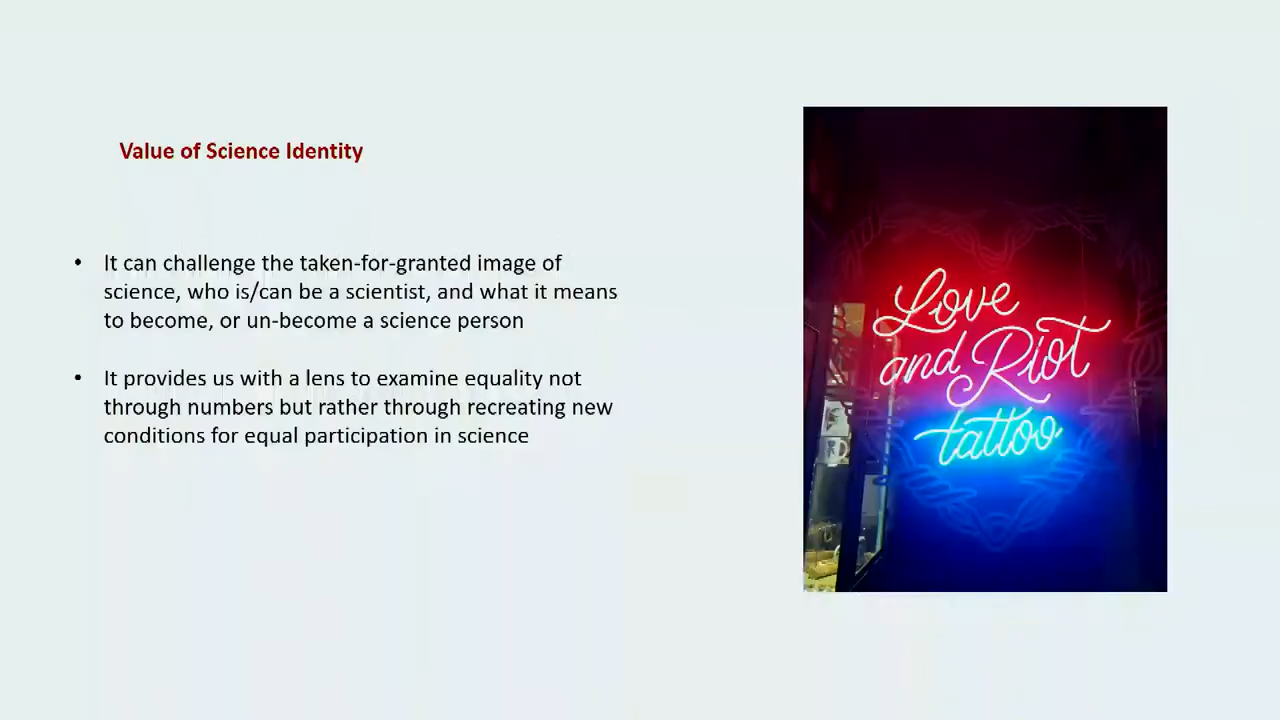 Value of Science Identity
• It can challenge the taken-for-granted image of
science, who is/can be a scientist, and what it means
to become, or un-become a science person
• It provides us with a lens to examine equality not
through numbers but rather through recreating new
conditions for equal participation in science
Love
and Riot
tattoo